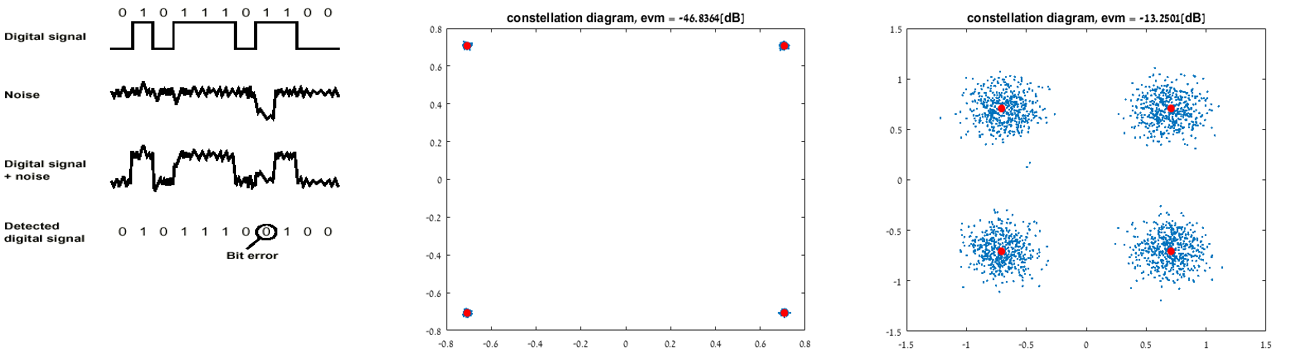 0 1 0 1 1 1 0 1 1 0 0
Digital signal
Noise
Digital signal
+ noise
Detected
digital signal
0 1 0 1 1 1 0 0 1 0 0
Bit error
constellation diagram, evm = -46.8364[dB]
0.8
0.6
0.4
0.2
0
-0.2
-0.4
-0.6
-0.8
-0.8 -0.6 -0.4 -0.2 0 0.2 0.4 0.6 0.8
constellation diagram, evm = -13.2501[dB]
1.5
1
0.5
0
-0.5
-1
-1.5
-1.5 -1 -0.5 0 0.5 1 1.5